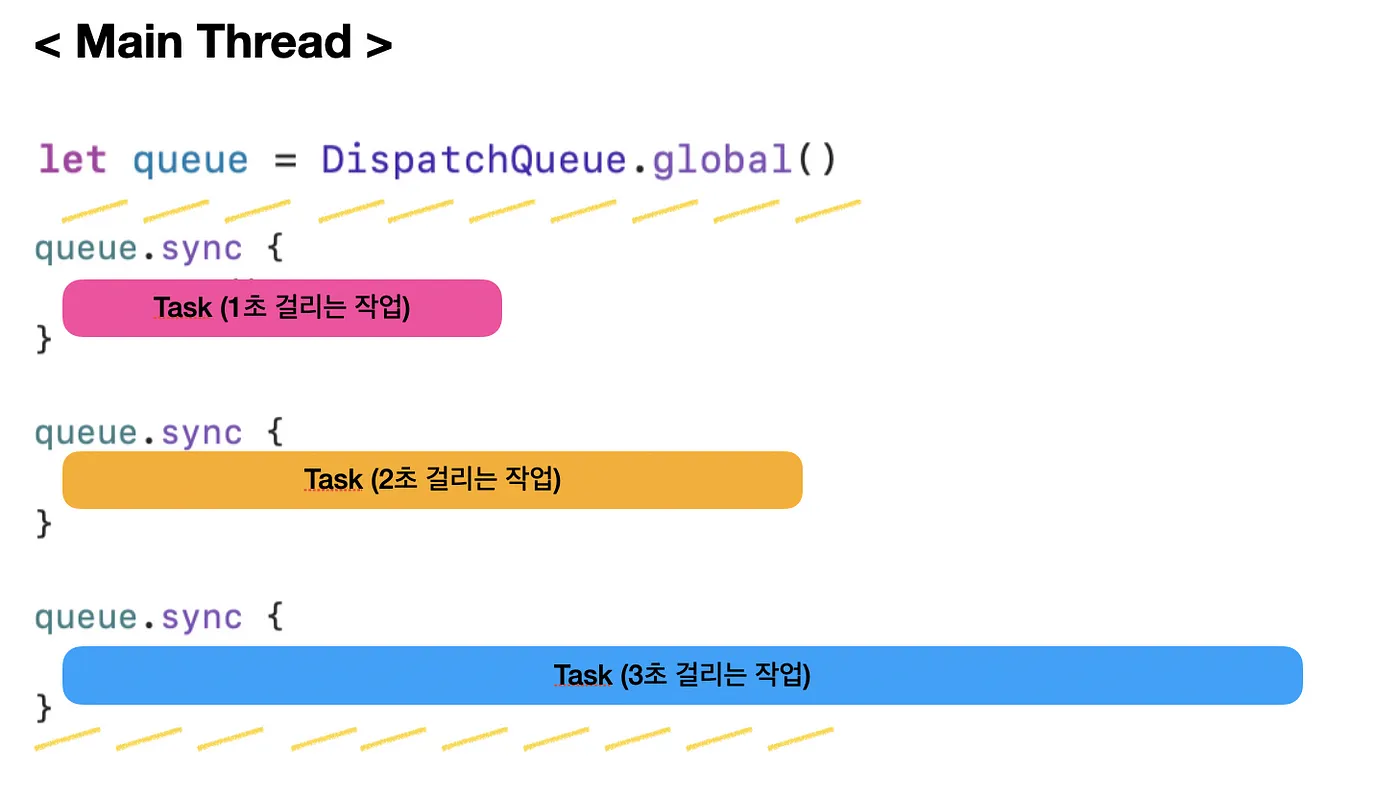 < Main Thread >
let queue = DispatchQueue.global()
queue.sync {
Task (1초 걸리는 작업)
}
queue.sync {
Task (2초 걸리는 작업)
}
queue.sync {
Task (3초 걸리는 작업)
}